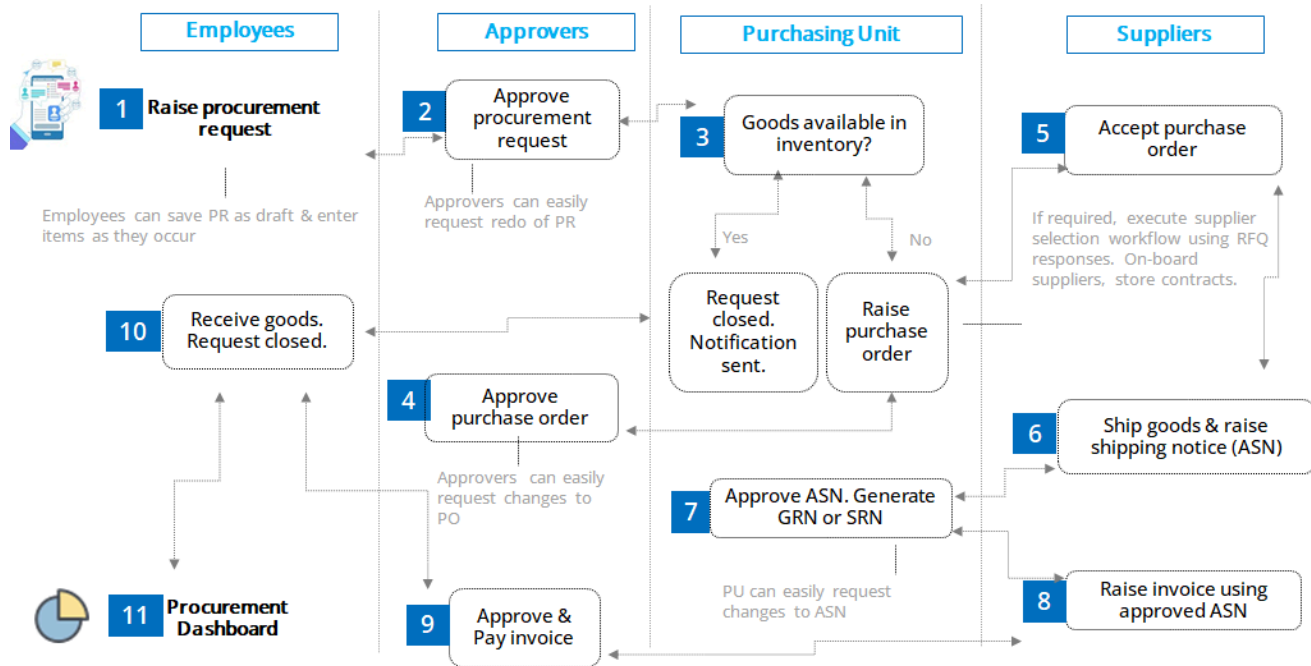 Employees
Approvers
Purchasing Unit
Suppliers
1
Raise procurement
request
Employees can save PR as draft & enter
items as they occur
2
Approve
procurement
request
Approvers can easily
request redo of PR
3
Goods available in
inventory?
Yes
No
Request
closed.
Notification
sent.
Raise
purchase
order
5
Accept purchase
order
If required, execute supplier
selection workflow using RFQ
responses. On-board
suppliers, store contracts.
10
Receive goods.
Request closed.
4
Approve
purchase order
Approvers can easily
request changes to
PO
6
Ship goods & raise
shipping notice (ASN)
7
Approve ASN. Generate
GRN or SRN
PU can easily request
changes to ASN
8
Raise invoice using
approved ASN
9
Approve &
Pay invoice
11
Procurement
Dashboard